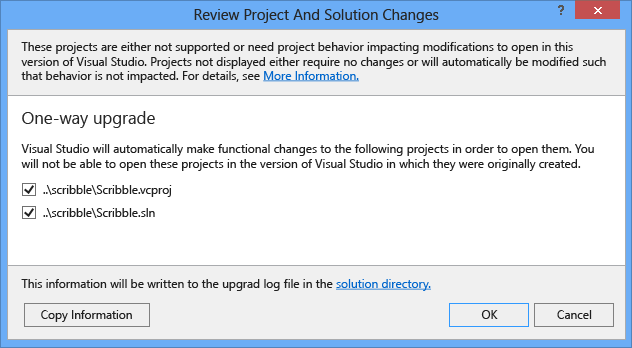 Review Project And Solution Changes
?
These projects are either not supported or need project behavior impacting modifications to open in this
version of Visual Studio. Projects not displayed either require no changes or will automatically be modified such
that behavior is not impacted. For details, see More Information.
One-way upgrade
Visual Studio will automatically make functional changes to the following projects in order to open them. You
will not be able to open these projects in the version of Visual Studio in which they were originally created.
..\scribble\Scribble.vcproj
..\scribble\Scribble.sln
This information will be written to the upgrad log file in the solution directory.
Copy Information
OK
Cancel